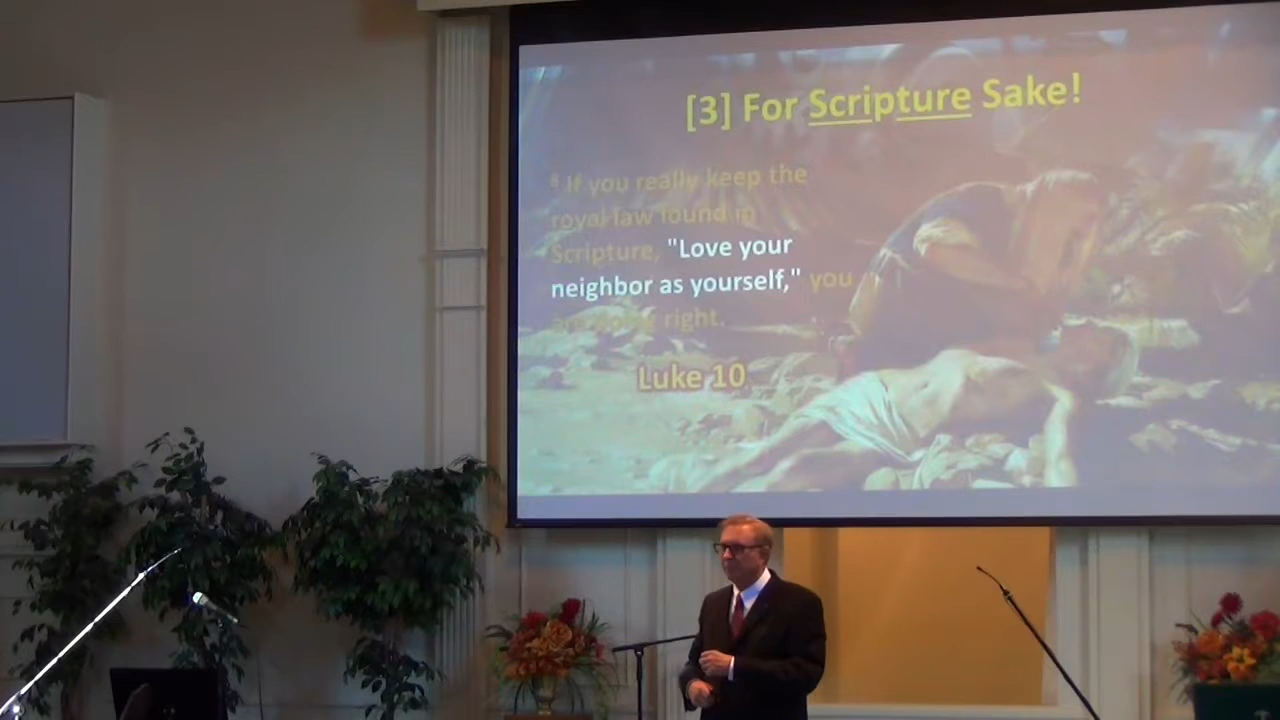 [3] For Scripture Sake!
8 If you really keep the
royal law found in
Scripture, "Love your
neighbor as yourself," you
are doing right.
Luke 10